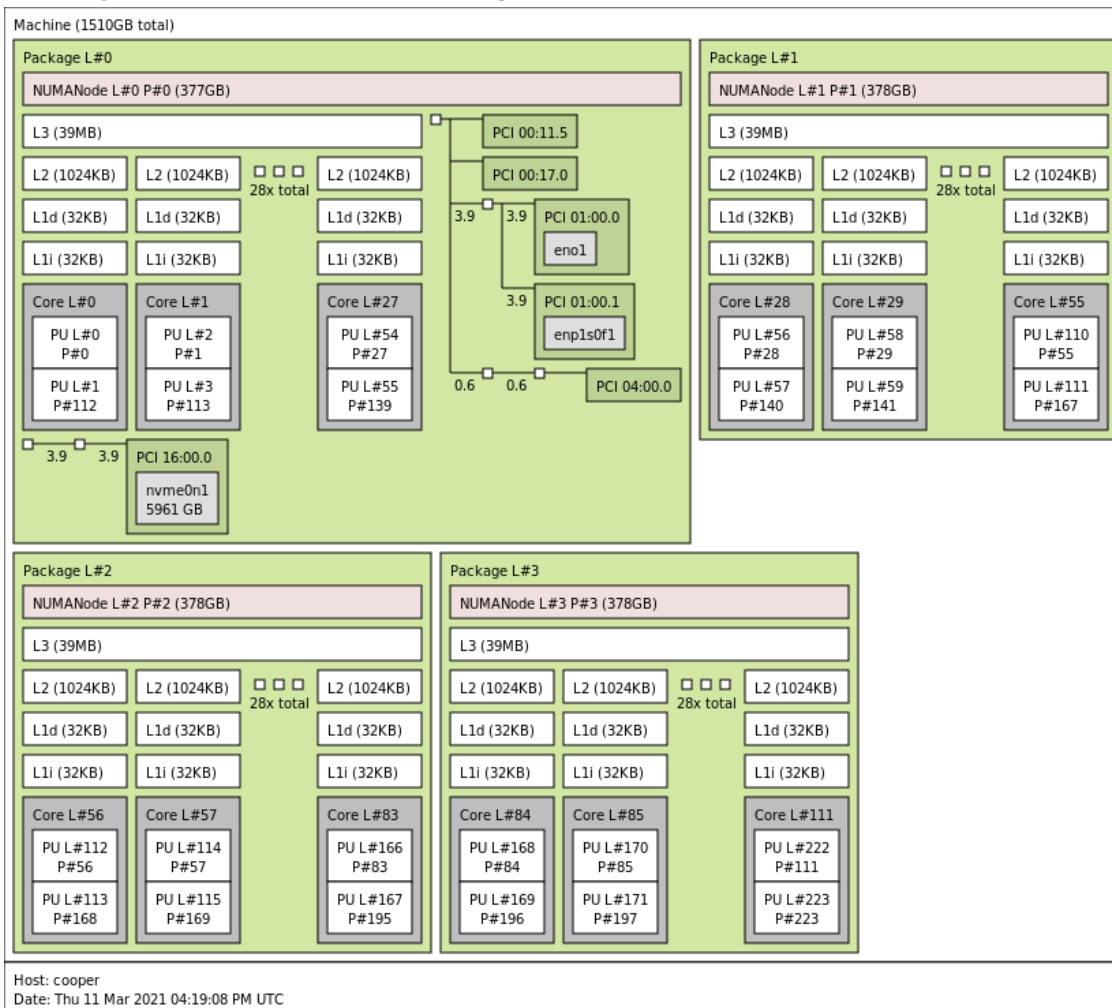 Machine (1510GB total)
Package L#0
NUMANode L#0 P#0 (377GB)
L3 (39MB)
L2 (1024KB) L2 (1024KB) 28x total L2 (1024KB)
L1d (32KB) L1d (32KB) L1d (32KB)
L1i (32KB) L1i (32KB) L1i (32KB)
Core L#0
PU L#0
P#0
PU L#1
P#112
Core L#1
PU L#2
P#1
PU L#3
P#113
Core L#27
PU L#54
P#27
PU L#55
P#139
PCI 00:11.5
PCI 00:17.0
3.9 3.9 PCI 01:00.0
eno1
3.9 PCI 01:00.1
enp1s0f1
0.6 0.6 PCI 04:00.0
3.9 3.9 PCI 16:00.0
nvme0n1
5961 GB
Package L#1
NUMANode L#1 P#1 (378GB)
L3 (39MB)
L2 (1024KB) L2 (1024KB) 28x total L2 (1024KB)
L1d (32KB) L1d (32KB) L1d (32KB)
L1i (32KB) L1i (32KB) L1i (32KB)
Core L#28
PU L#56
P#28
PU L#57
P#140
Core L#29
PU L#58
P#29
PU L#59
P#141
Core L#55
PU L#110
P#55
PU L#111
P#167
Package L#2
NUMANode L#2 P#2 (378GB)
L3 (39MB)
L2 (1024KB) L2 (1024KB) 28x total L2 (1024KB)
L1d (32KB) L1d (32KB) L1d (32KB)
L1i (32KB) L1i (32KB) L1i (32KB)
Core L#56
PU L#112
P#56
PU L#113
P#168
Core L#57
PU L#114
P#57
PU L#115
P#169
Core L#83
PU L#166
P#83
PU L#167
P#195
Package L#3
NUMANode L#3 P#3 (378GB)
L3 (39MB)
L2 (1024KB) L2 (1024KB) 28x total L2 (1024KB)
L1d (32KB) L1d (32KB) L1d (32KB)
L1i (32KB) L1i (32KB) L1i (32KB)
Core L#84
PU L#168
P#84
PU L#169
P#196
Core L#85
PU L#170
P#85
PU L#171
P#197
Core L#111
PU L#222
P#111
PU L#223
P#223
Host: cooper
Date: Thu 11 Mar 2021 04:19:08 PM UTC